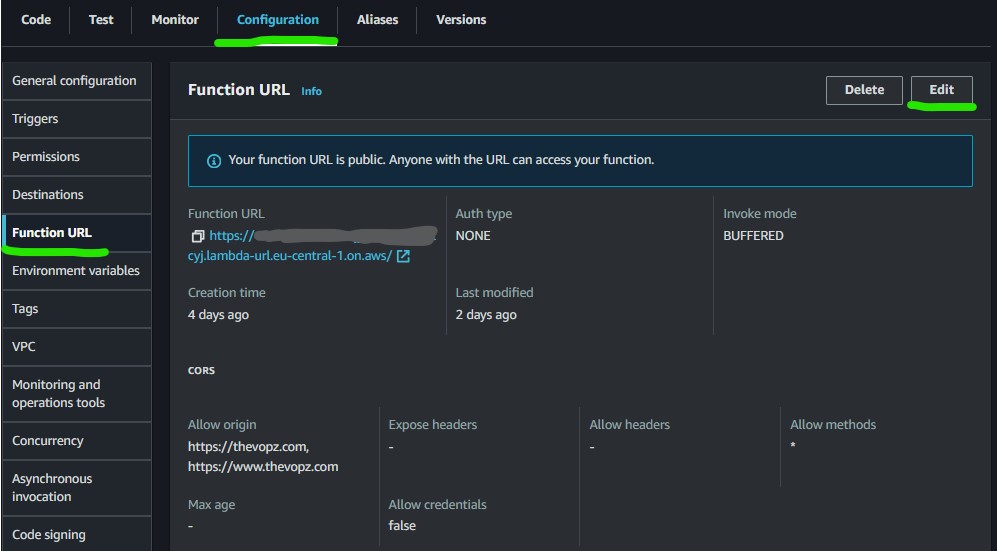 Code Test Monitor Configuration Aliases Versions
General configuration
Triggers
Permissions
Destinations
Function URL
Environment variables
Tags
VPC
Monitoring and
operations tools
Concurrency
Asynchronous
invocation
Code signing
Function URL Info Delete Edit
Your function URL is public. Anyone with the URL can access your function.
Function URL Auth type Invoke mode
https:// NONE BUFFERED
cyj.lambda-url.eu-central-1.on.aws/
Creation time Last modified
4 days ago 2 days ago
CORS
Allow origin Expose headers Allow headers Allow methods
https://thevopz.com, - - *
https://www.thevopz.com
Max age Allow credentials
- false